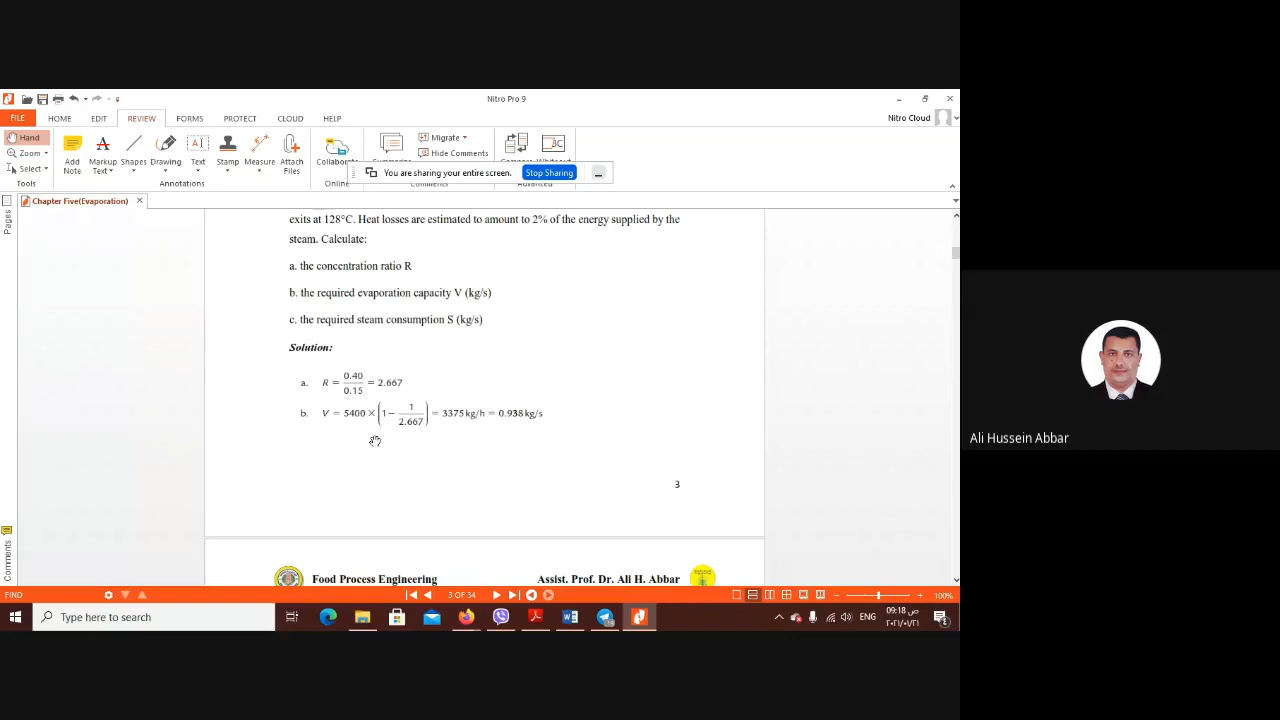 Nitro Pro 9
FILE HOME EDIT REVIEW FORMS PROTECT CLOUD HELP
Nitro Cloud
Hand
Zoom
Select
Tools
Add Note
Markup Text
Shapes
Drawing
Text
Stamp
Measure
Attach Files
Annotations
Collaborate
Online
Migrate
Hide Comments
You are sharing your entire screen. Stop Sharing
Chapter Five(Evaporation)
Pages
Comments
exits at 128°C. Heat losses are estimated to amount to 2% of the energy supplied by the
steam. Calculate:
a. the concentration ratio R
b. the required evaporation capacity V (kg/s)
c. the required steam consumption S (kg/s)
Solution:
a. R = 0.40 / 0.15 = 2.667
b. V = 5400 × (1 − 1 / 2.667) = 3375 kg/h = 0.938 kg/s
3
Food Process Engineering Assist. Prof. Dr. Ali H. Abbar
FIND
3 OF 34
100%
Type here to search
ENG
09:18 ص
Ali Hussein Abbar